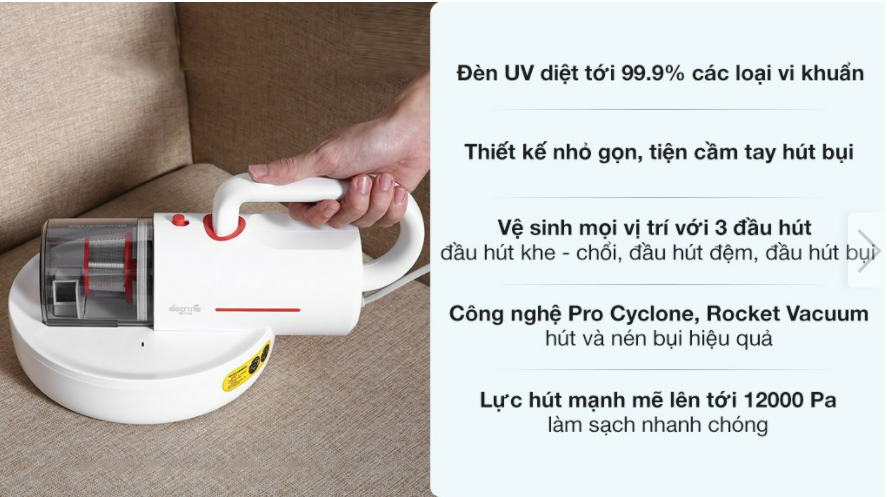 Đèn UV diệt tới 99.9% các loại vi khuẩn
Thiết kế nhỏ gọn, tiện cầm tay hút bụi
Vệ sinh mọi vị trí với 3 đầu hút
đầu hút khe - chổi, đầu hút đệm, đầu hút bụi
Công nghệ Pro Cyclone, Rocket Vacuum
hút và nén bụi hiệu quả
Lực hút mạnh mẽ lên tới 12000 Pa
làm sạch nhanh chóng
deerma